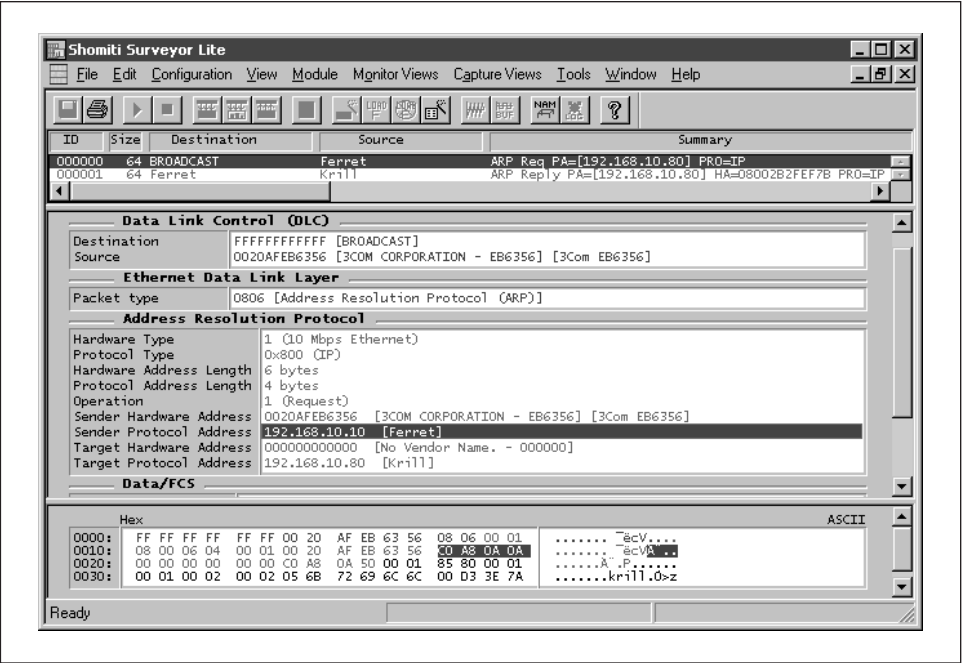 Shomiti Surveyor Lite
File Edit Configuration View Module Monitor Views Capture Views Tools Window Help
NAM
ID Size Destination Source Summary
000000 64 BROADCAST Ferret ARP Req PA=[192.168.10.80] PRO=IP
000001 64 Ferret Krill ARP Reply PA=[192.168.10.80] HA=08002B2FEF7B PRO=IP
Data Link Control (DLC)
Destination FFFFFFFFFFFF [BROADCAST]
Source 0020AFEB6356 [3COM CORPORATION - EB6356] [3Com EB6356]
Ethernet Data Link Layer
Packet type 0806 [Address Resolution Protocol (ARP)]
Address Resolution Protocol
Hardware Type 1 (10 Mbps Ethernet)
Protocol Type 0x800 (IP)
Hardware Address Length 6 bytes
Protocol Address Length 4 bytes
Operation 1 (Request)
Sender Hardware Address 0020AFEB6356 [3COM CORPORATION - EB6356] [3Com EB6356]
Sender Protocol Address 192.168.10.10 [Ferret]
Target Hardware Address 000000000000 [No Vendor Name. - 000000]
Target Protocol Address 192.168.10.80 [Krill]
Data/FCS
Hex ASCII
0000: FF FF FF FF FF FF 00 20 AF EB 63 56 08 06 00 01 ....... ¯ëcV....
0010: 08 00 06 04 00 01 00 20 AF EB 63 56 C0 A8 0A 0A ....... ¯ëcVÀ¨..
0020: 00 00 00 00 00 00 C0 A8 0A 50 00 01 85 80 00 01 ......À¨.P......
0030: 00 01 00 02 00 02 05 6B 72 69 6C 6C 00 D3 3E 7A .......krill.Ó>z
Ready